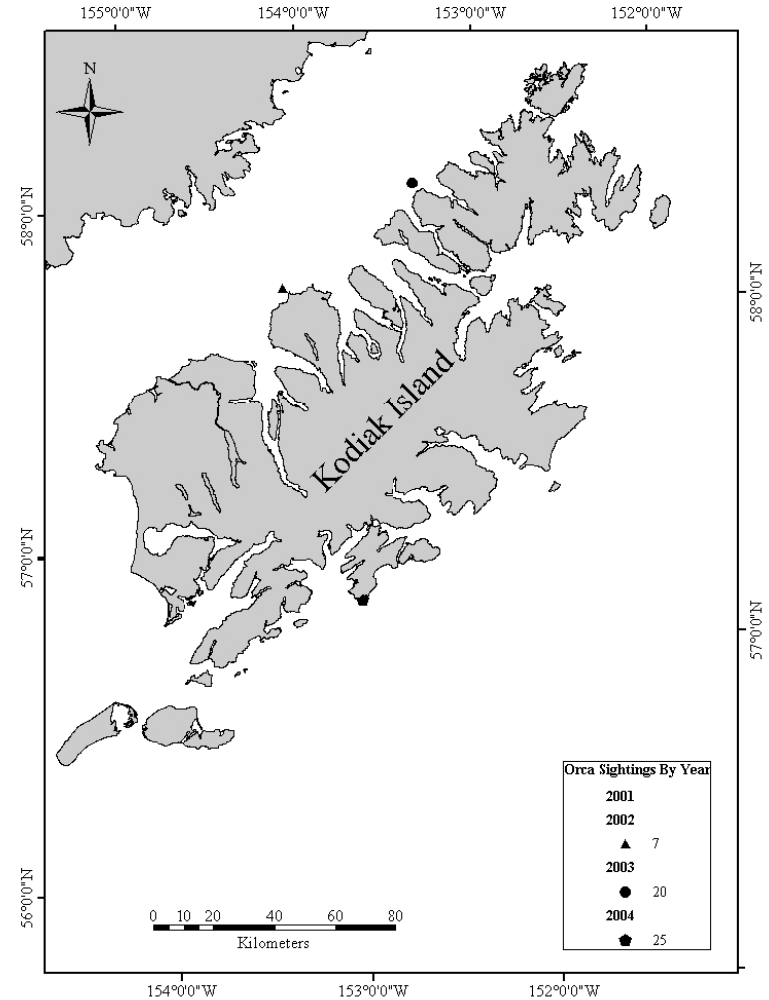 155°0'0"W 154°0'0"W 153°0'0"W 152°0'0"W
N
58°0'0"N
58°0'0"N
Kodiak Island
57°0'0"N
57°0'0"N
Orca Sightings By Year
2001
2002
7
2003
20
2004
25
56°0'0"N
0 10 20 40 60 80
Kilometers
154°0'0"W 153°0'0"W 152°0'0"W